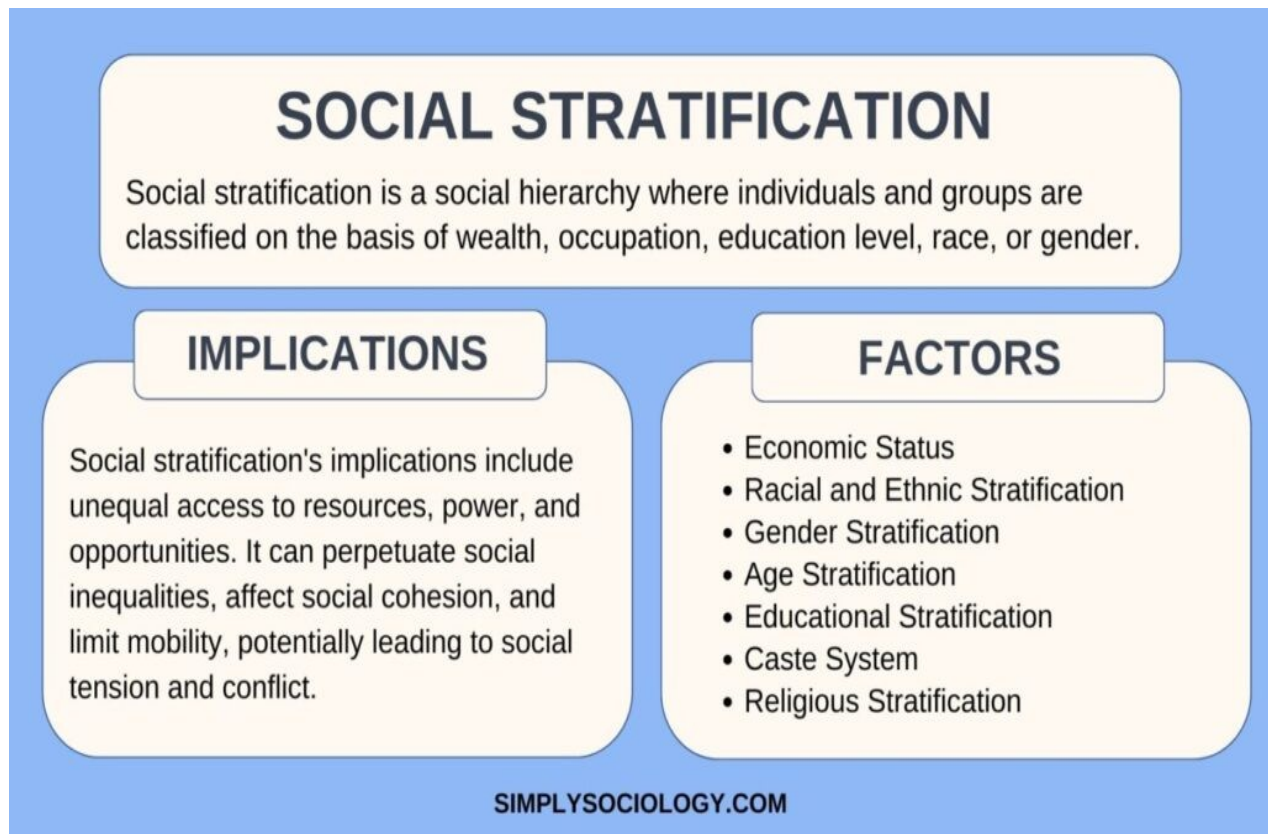 SOCIAL STRATIFICATION
Social stratification is a social hierarchy where individuals and groups are
classified on the basis of wealth, occupation, education level, race, or gender.
IMPLICATIONS
Social stratification's implications include
unequal access to resources, power, and
opportunities. It can perpetuate social
inequalities, affect social cohesion, and
limit mobility, potentially leading to social
tension and conflict.
FACTORS
• Economic Status
• Racial and Ethnic Stratification
• Gender Stratification
• Age Stratification
• Educational Stratification
• Caste System
• Religious Stratification
SIMPLYSOCIOLOGY.COM